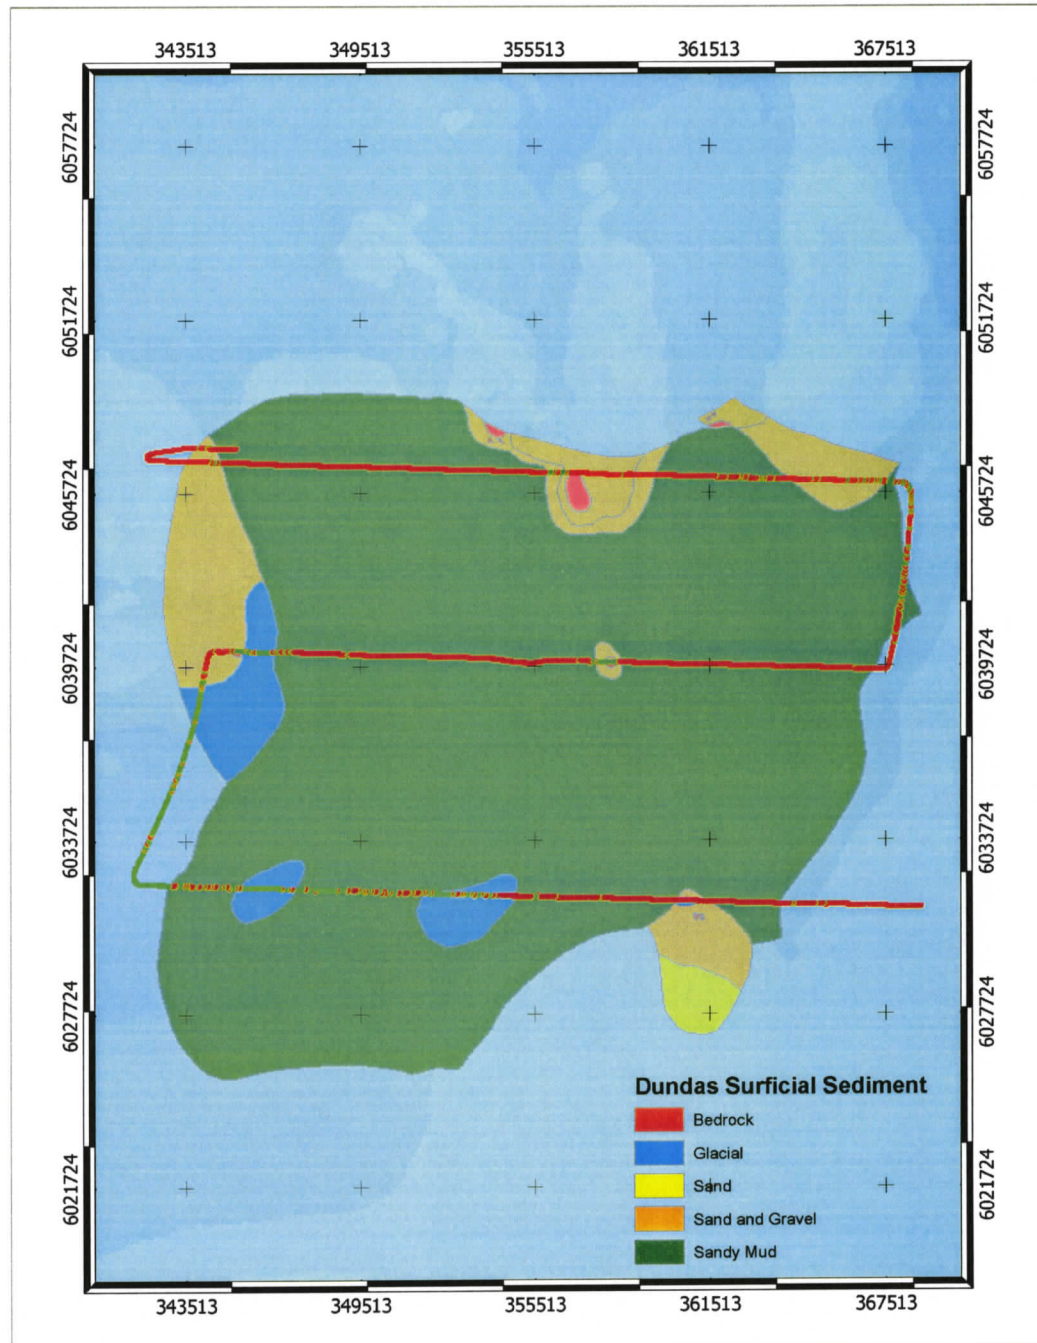 343513 349513 355513 361513 367513
6057724 6057724
6051724 6051724
6045724 6045724
6039724 6039724
6033724 6033724
6027724 6027724
6021724 6021724
Dundas Surficial Sediment
Bedrock
Glacial
Sand
Sand and Gravel
Sandy Mud
343513 349513 355513 361513 367513